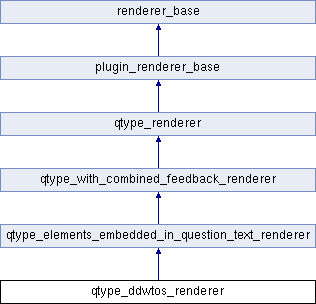 renderer_base
plugin_renderer_base
qtype_renderer
qtype_with_combined_feedback_renderer
qtype_elements_embedded_in_question_text_renderer
qtype_ddwtos_renderer